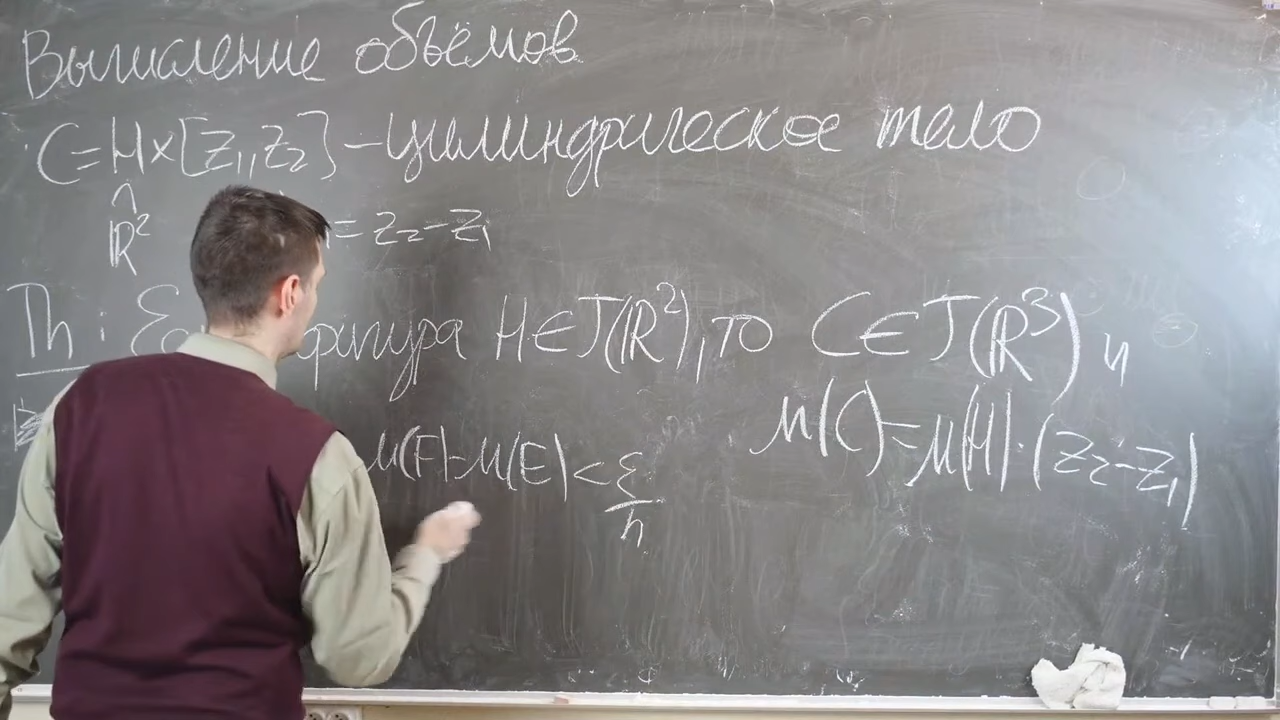 Вычисление объёмов
C = H × [z₁, z₂] – цилиндрическое тело
∩
ℝ² = z₂ – z₁
Th: фигура H ∈ J(ℝ²), то C ∈ J(ℝ³) и
μ(C) = μ(H) · (z₂ – z₁)
μ(F) – μ(E) < ε/h